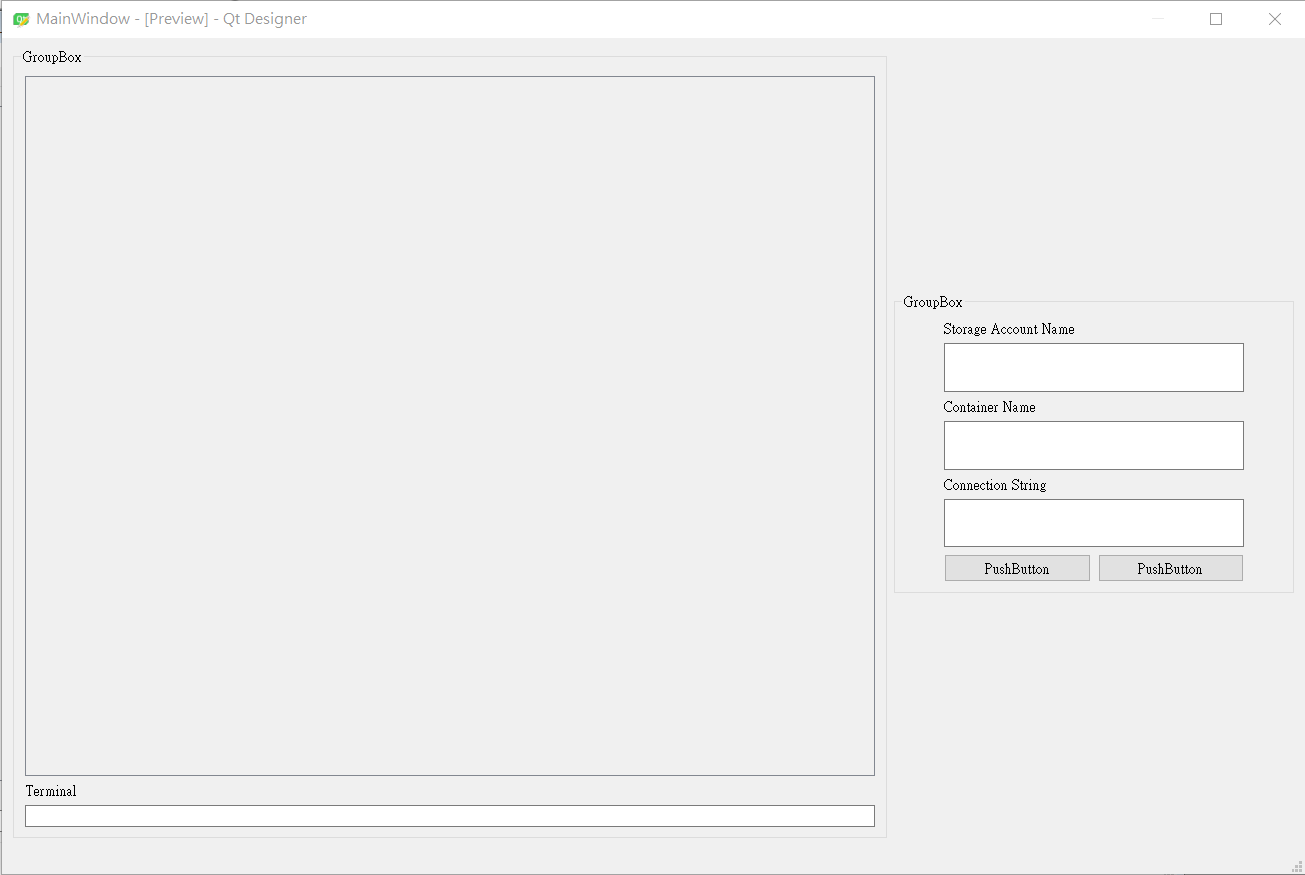 MainWindow - [Preview] - Qt Designer
GroupBox
Terminal
GroupBox
Storage Account Name
Container Name
Connection String
PushButton PushButton